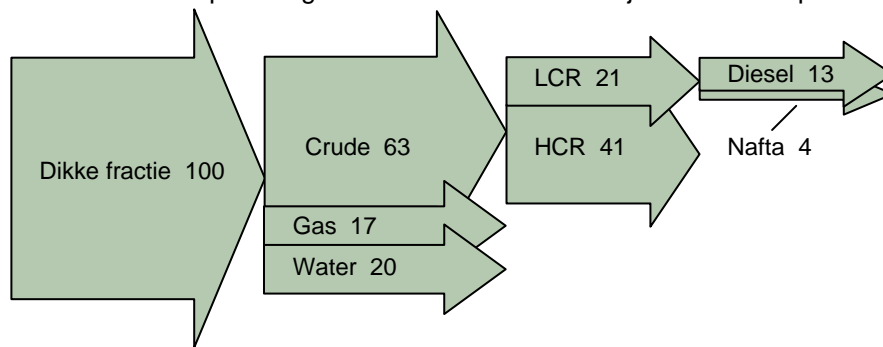 Dikke fractie 100
Crude 63
Gas 17
Water 20
LCR 21
HCR 41
Diesel 13
Nafta 4